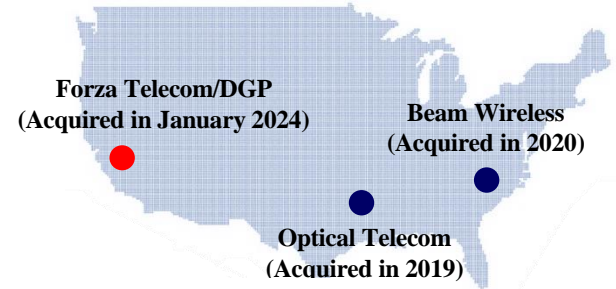 Forza Telecom/DGP
(Acquired in January 2024)
Beam Wireless
(Acquired in 2020)
Optical Telecom
(Acquired in 2019)